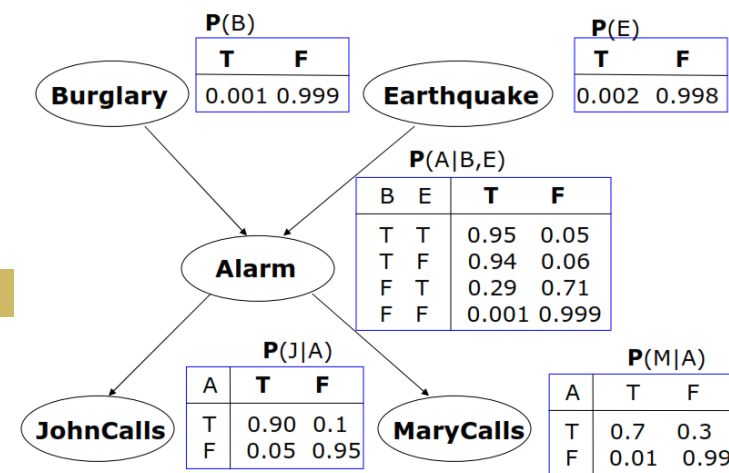 P(B)
T F
0.001 0.999
Burglary
P(E)
T F
0.002 0.998
Earthquake
P(A|B,E)
B E T F
T T 0.95 0.05
T F 0.94 0.06
F T 0.29 0.71
F F 0.001 0.999
Alarm
P(J|A)
A T F
T 0.90 0.1
F 0.05 0.95
JohnCalls
P(M|A)
A T F
T 0.7 0.3
F 0.01 0.99
MaryCalls